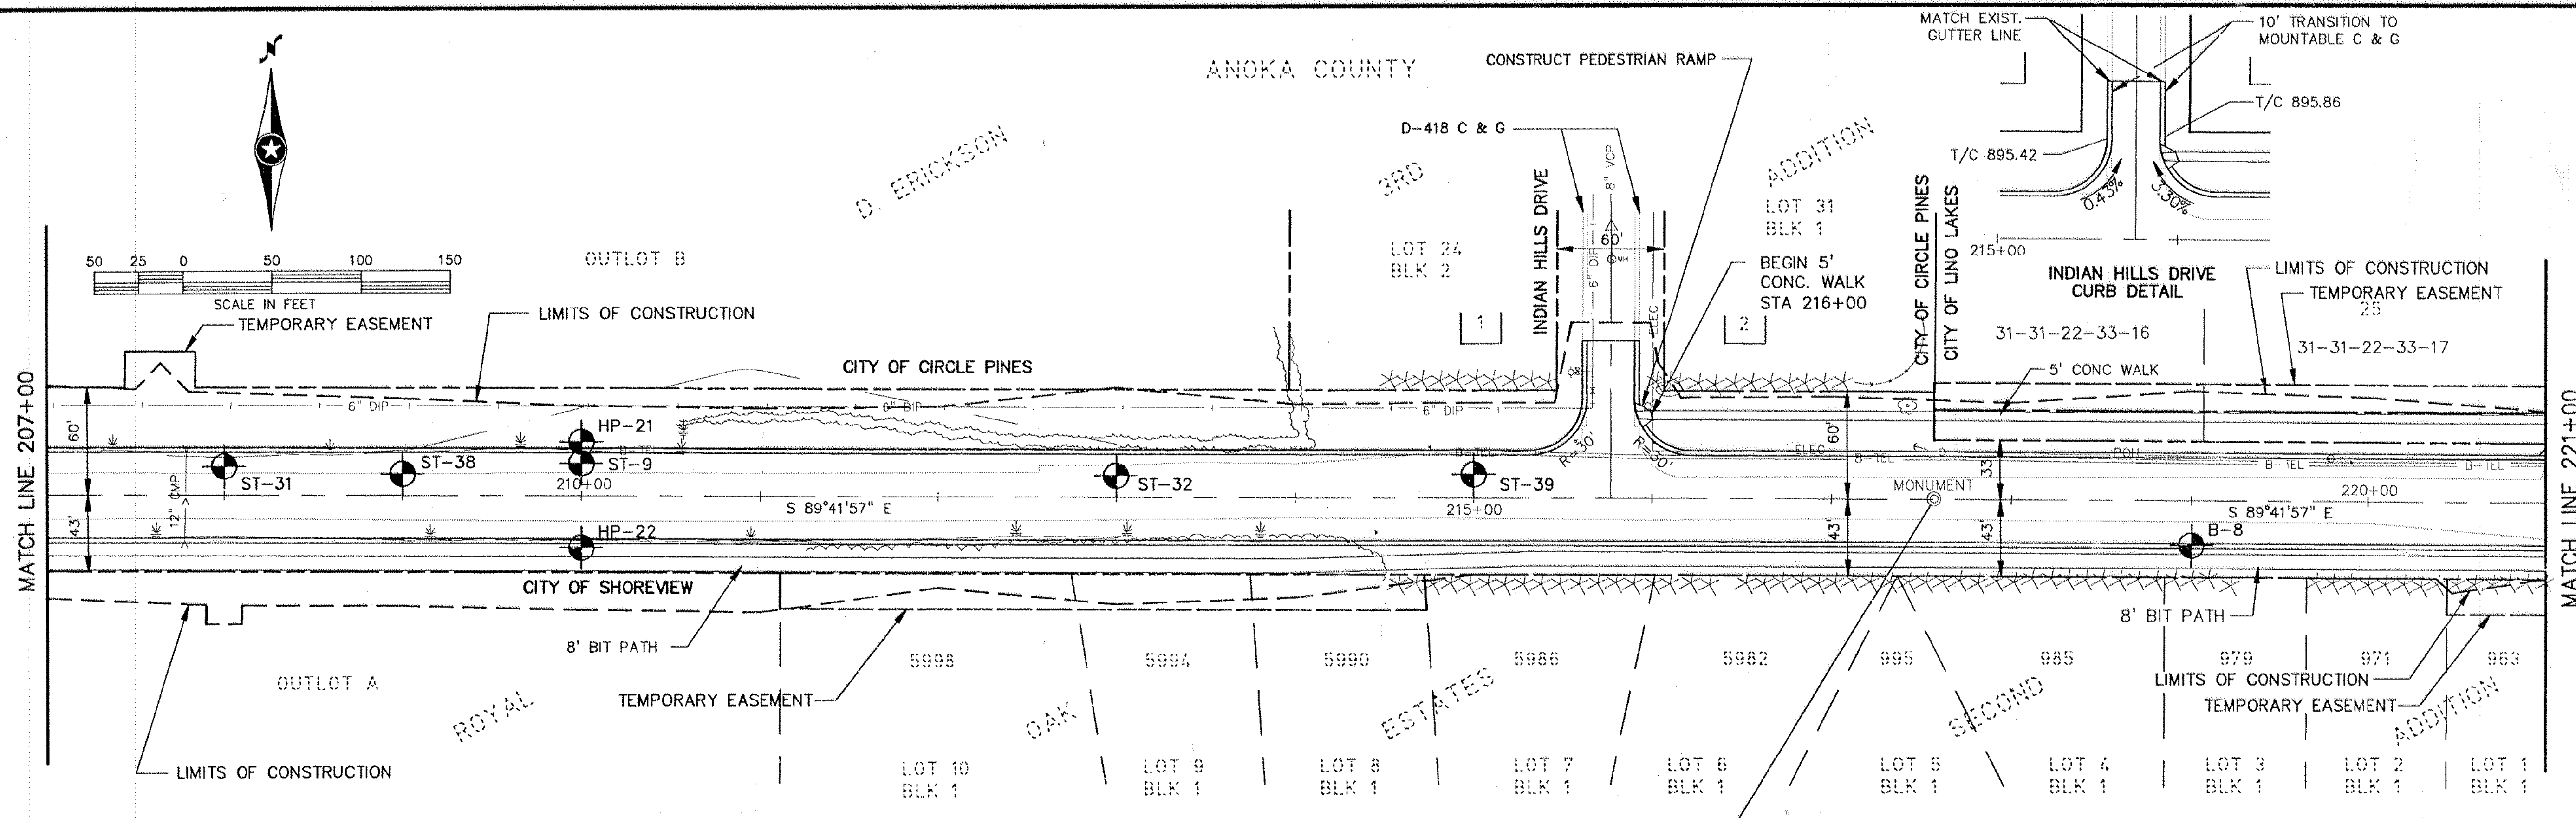 MATCH EXIST.
GUTTER LINE
10' TRANSITION TO
MOUNTABLE C & G
CONSTRUCT PEDESTRIAN RAMP
ANOKA COUNTY
N
T/C 895.86
D-418 C & G
T/C 895.42
D. ERICKSON
3RD
ADDITION
0.43%
3.30%
215+00
INDIAN HILLS DRIVE
CURB DETAIL
8" VCP
6" DIP
60'
MH
ELEC
INDIAN HILLS DRIVE
LOT 24
BLK 2
LOT 31
BLK 1
BEGIN 5'
CONC. WALK
STA 216+00
CITY OF CIRCLE PINES
CITY OF LINO LAKES
LIMITS OF CONSTRUCTION
TEMPORARY EASEMENT
25
31-31-22-33-16
31-31-22-33-17
5' CONC WALK
50 25 0 50 100 150
SCALE IN FEET
OUTLOT B
TEMPORARY EASEMENT
LIMITS OF CONSTRUCTION
1
2
CITY OF CIRCLE PINES
MATCH LINE 207+00
MATCH LINE 221+00
60'
43'
6" DIP
6" DIP
6" DIP
12" CMP
HP-21
ST-9
ST-38
ST-31
210+00
B-TEL
ST-32
ST-39
B-TEL
R=30'
R=30'
215+00
S 89°41'57" E
HP-22
60'
43'
33'
43'
ELEC
B-TEL
B-TEL
B-TEL
MONUMENT
220+00
S 89°41'57" E
B-8
CITY OF SHOREVIEW
8' BIT PATH
8' BIT PATH
TEMPORARY EASEMENT
LIMITS OF CONSTRUCTION
LIMITS OF CONSTRUCTION
TEMPORARY EASEMENT
OUTLOT A
5998
5994
5990
5986
5982
995
985
979
971
963
ROYAL
OAK
ESTATES
SECOND
ADDITION
LOT 10
BLK 1
LOT 9
BLK 1
LOT 8
BLK 1
LOT 7
BLK 1
LOT 6
BLK 1
LOT 5
BLK 1
LOT 4
BLK 1
LOT 3
BLK 1
LOT 2
BLK 1
LOT 1
BLK 1